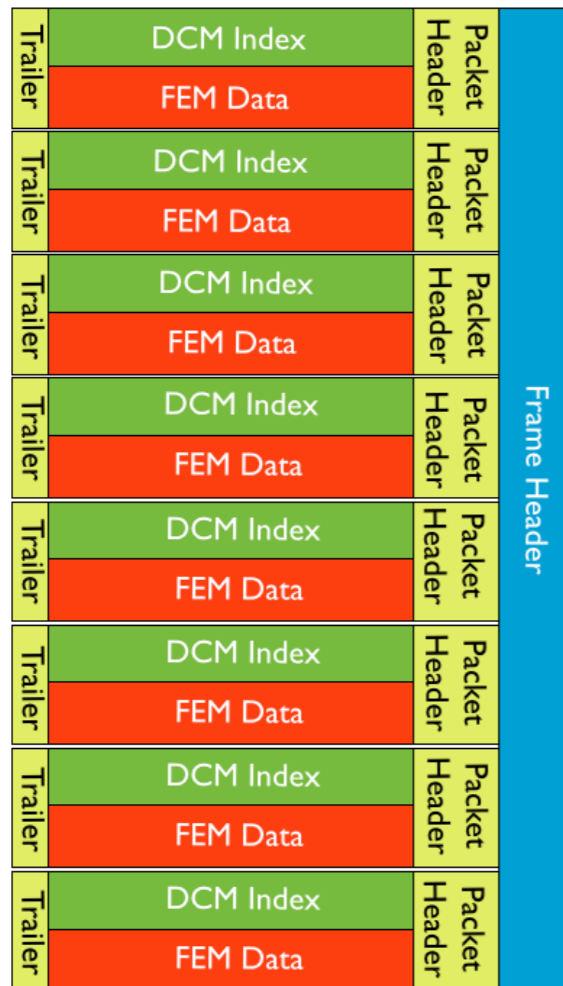 Trailer
DCM Index
FEM Data
Packet
Header
Trailer
DCM Index
FEM Data
Packet
Header
Trailer
DCM Index
FEM Data
Packet
Header
Trailer
DCM Index
FEM Data
Packet
Header
Trailer
DCM Index
FEM Data
Packet
Header
Trailer
DCM Index
FEM Data
Packet
Header
Trailer
DCM Index
FEM Data
Packet
Header
Trailer
DCM Index
FEM Data
Packet
Header
Frame Header